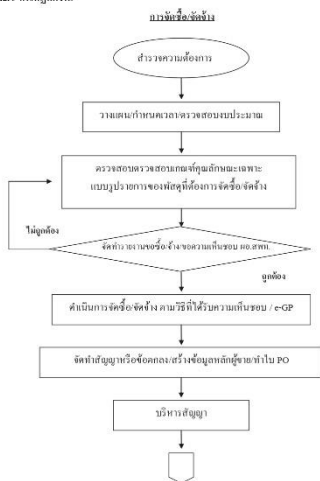 การจัดซื้อ/จัดจ้าง
สำรวจความต้องการ
วางแผน/กำหนดเวลา/ตรวจสอบงบประมาณ
ตรวจสอบตรวจสอบเกณฑ์คุณลักษณะเฉพาะ
แบบรูปรายการของพัสดุที่ต้องการจัดซื้อ/จัดจ้าง
ไม่ถูกต้อง
จัดทำรายงานขอซื้อ/จ้าง/ขอความเห็นชอบ ผอ.สพท.
ถูกต้อง
ดำเนินการจัดซื้อ/จัดจ้าง ตามวิธีที่ได้รับความเห็นชอบ / e-GP
จัดทำสัญญาหรือข้อตกลง/สร้างข้อมูลหลักผู้ขาย/ทำใบ PO
บริหารสัญญา